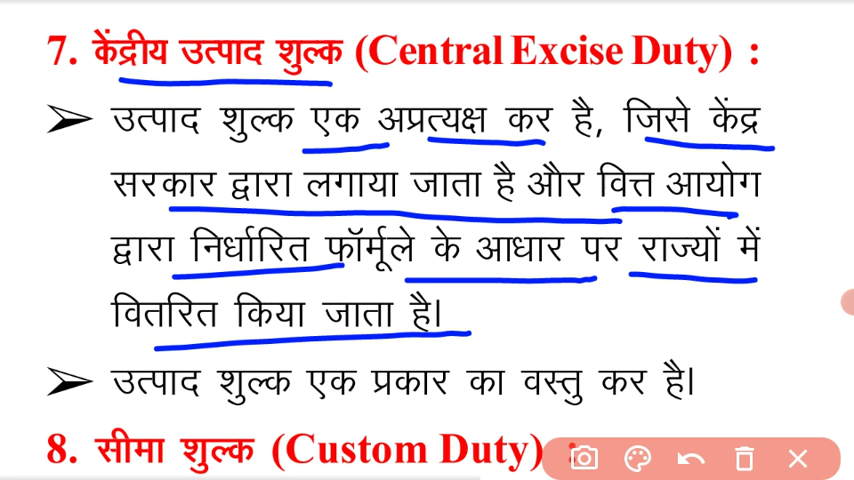 7. केंद्रीय उत्पाद शुल्क (Central Excise Duty) :
➢ उत्पाद शुल्क एक अप्रत्यक्ष कर है, जिसे केंद्र
सरकार द्वारा लगाया जाता है और वित्त आयोग
द्वारा निर्धारित फॉर्मूले के आधार पर राज्यों में
वितरित किया जाता है।
➢ उत्पाद शुल्क एक प्रकार का वस्तु कर है।
8. सीमा शुल्क (Custom Duty) :